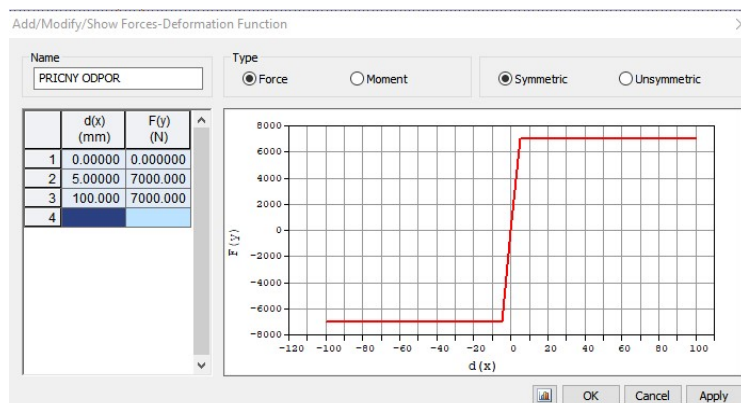 Add/Modify/Show Forces-Deformation Function
Name
PRICNY ODPOR
Type
Force Moment
Symmetric Unsymmetric
d(x) F(y)
(mm) (N)
1 0.00000 0.000000
2 5.00000 7000.000
3 100.000 7000.000
4
8000
6000
4000
2000
0
-2000
-4000
-6000
-8000
F(y)
-120 -100 -80 -60 -40 -20 0 20 40 60 80 100
d(x)
OK Cancel Apply